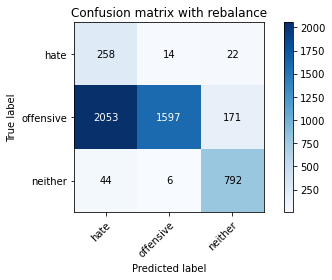 Confusion matrix with rebalance
True label
hate
offensive
neither
258 14 22
2053 1597 171
44 6 792
hate
offensive
neither
Predicted label
2000
1750
1500
1250
1000
750
500
250